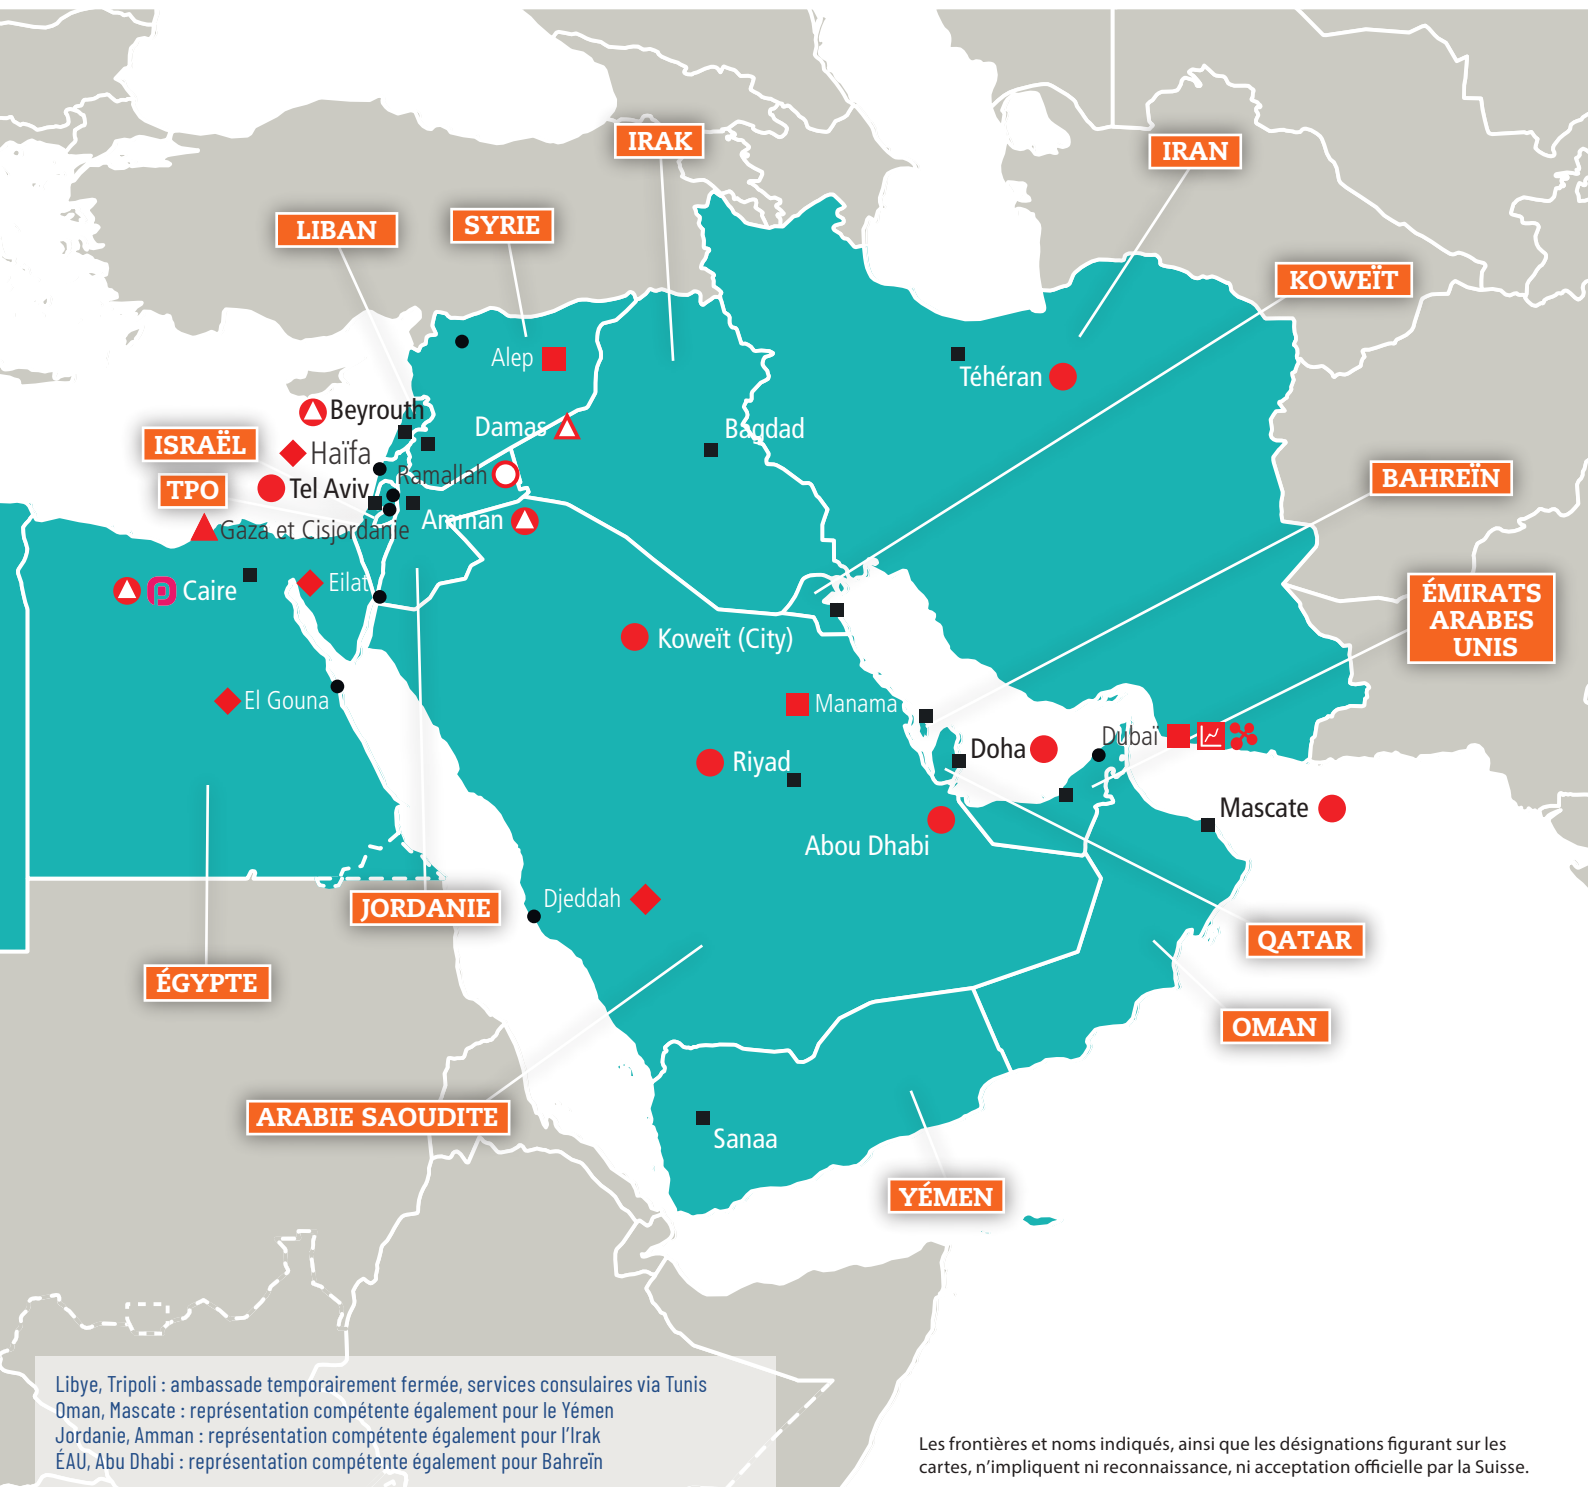 IRAK
IRAN
LIBAN
SYRIE
KOWEÏT
Alep
Téhéran
Beyrouth
Damas
Bagdad
ISRAËL
Haïfa
Ramallah
BAHREÏN
TPO
Tel Aviv
Gaza et Cisjordanie
Amman
Caire
Eilat
ÉMIRATS
ARABES
UNIS
Koweït (City)
El Gouna
Manama
Dubaï
Doha
Riyad
Mascate
Abou Dhabi
Djeddah
JORDANIE
QATAR
ÉGYPTE
OMAN
ARABIE SAOUDITE
Sanaa
YÉMEN
Libye, Tripoli : ambassade temporairement fermée, services consulaires via Tunis
Oman, Mascate : représentation compétente également pour le Yémen
Jordanie, Amman : représentation compétente également pour l'Irak
ÉAU, Abu Dhabi : représentation compétente également pour Bahreïn
Les frontières et noms indiqués, ainsi que les désignations figurant sur les
cartes, n'impliquent ni reconnaissance, ni acceptation officielle par la Suisse.